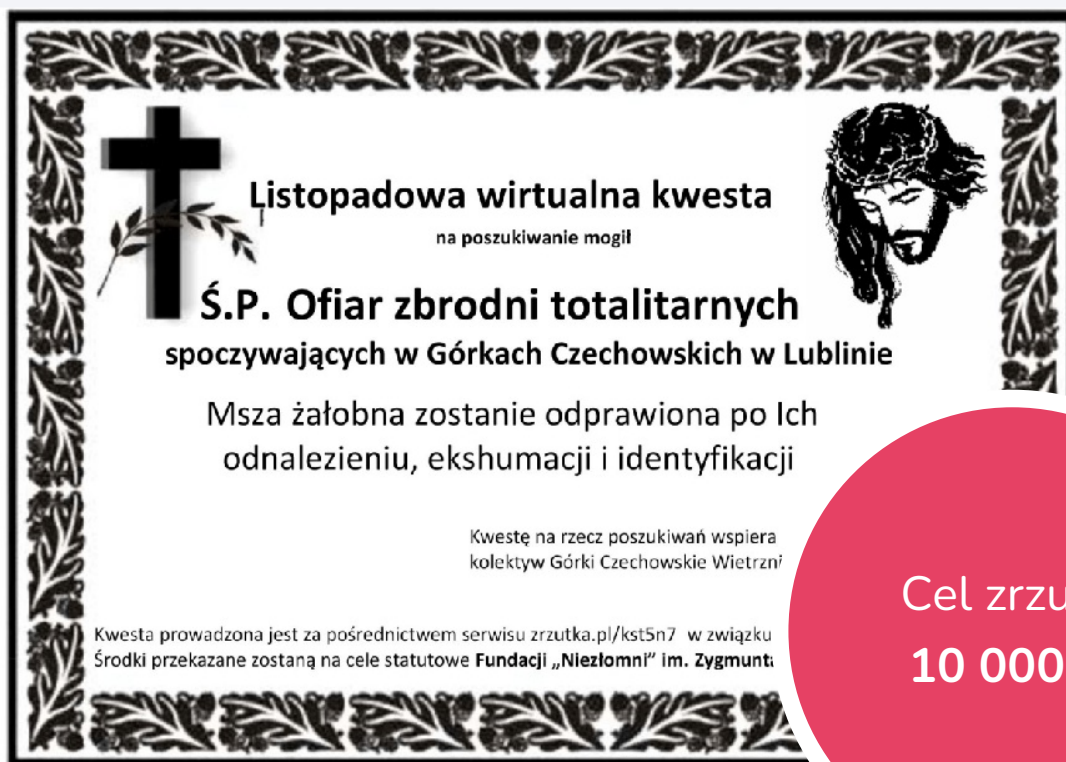 Listopadowa wirtualna kwesta
na poszukiwanie mogił
Ś.P. Ofiar zbrodni totalitarnych
spoczywających w Górkach Czechowskich w Lublinie
Msza żałobna zostanie odprawiona po Ich
odnalezieniu, ekshumacji i identyfikacji
Kwestę na rzecz poszukiwań wspiera
kolektyw Górki Czechowskie
Kwesta prowadzona jest za pośrednictwem serwisu zrzutka.pl/kst5n7 w związku
Środki przekazane zostaną na cele statutowe Fundacji „Niezłomni” im. Zygmunta
Cel
10 000